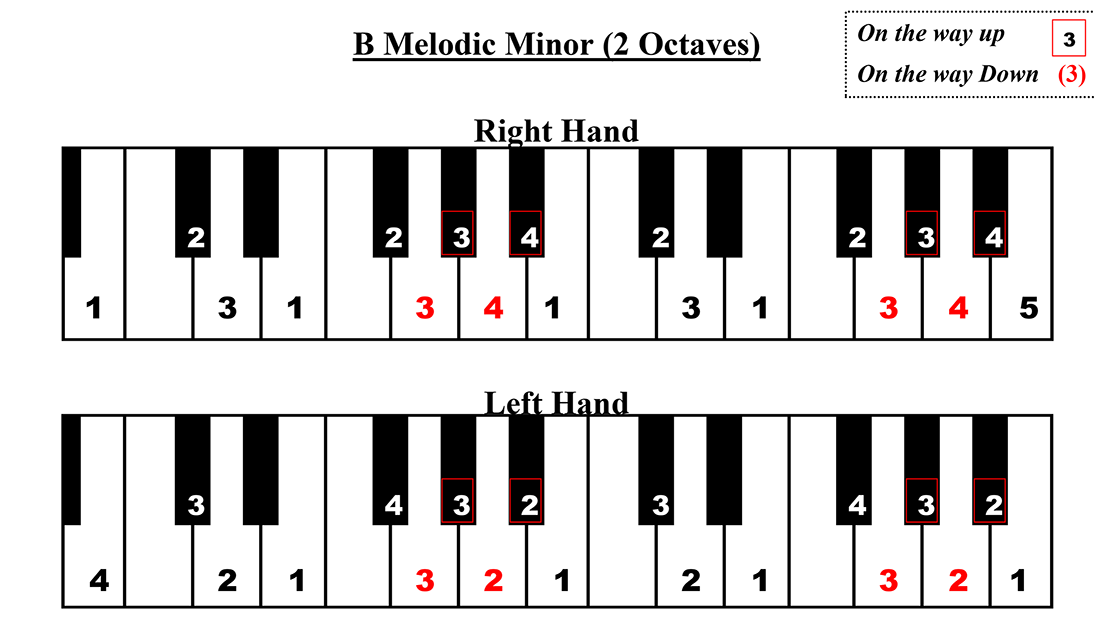 B Melodic Minor (2 Octaves)
On the way up 3
On the way Down (3)
Right Hand
2 2 3 4 2 2 3 4
1 3 1 3 4 1 3 1 3 4 5
Left Hand
3 4 3 2 3 4 3 2
4 2 1 3 2 1 2 1 3 2 1